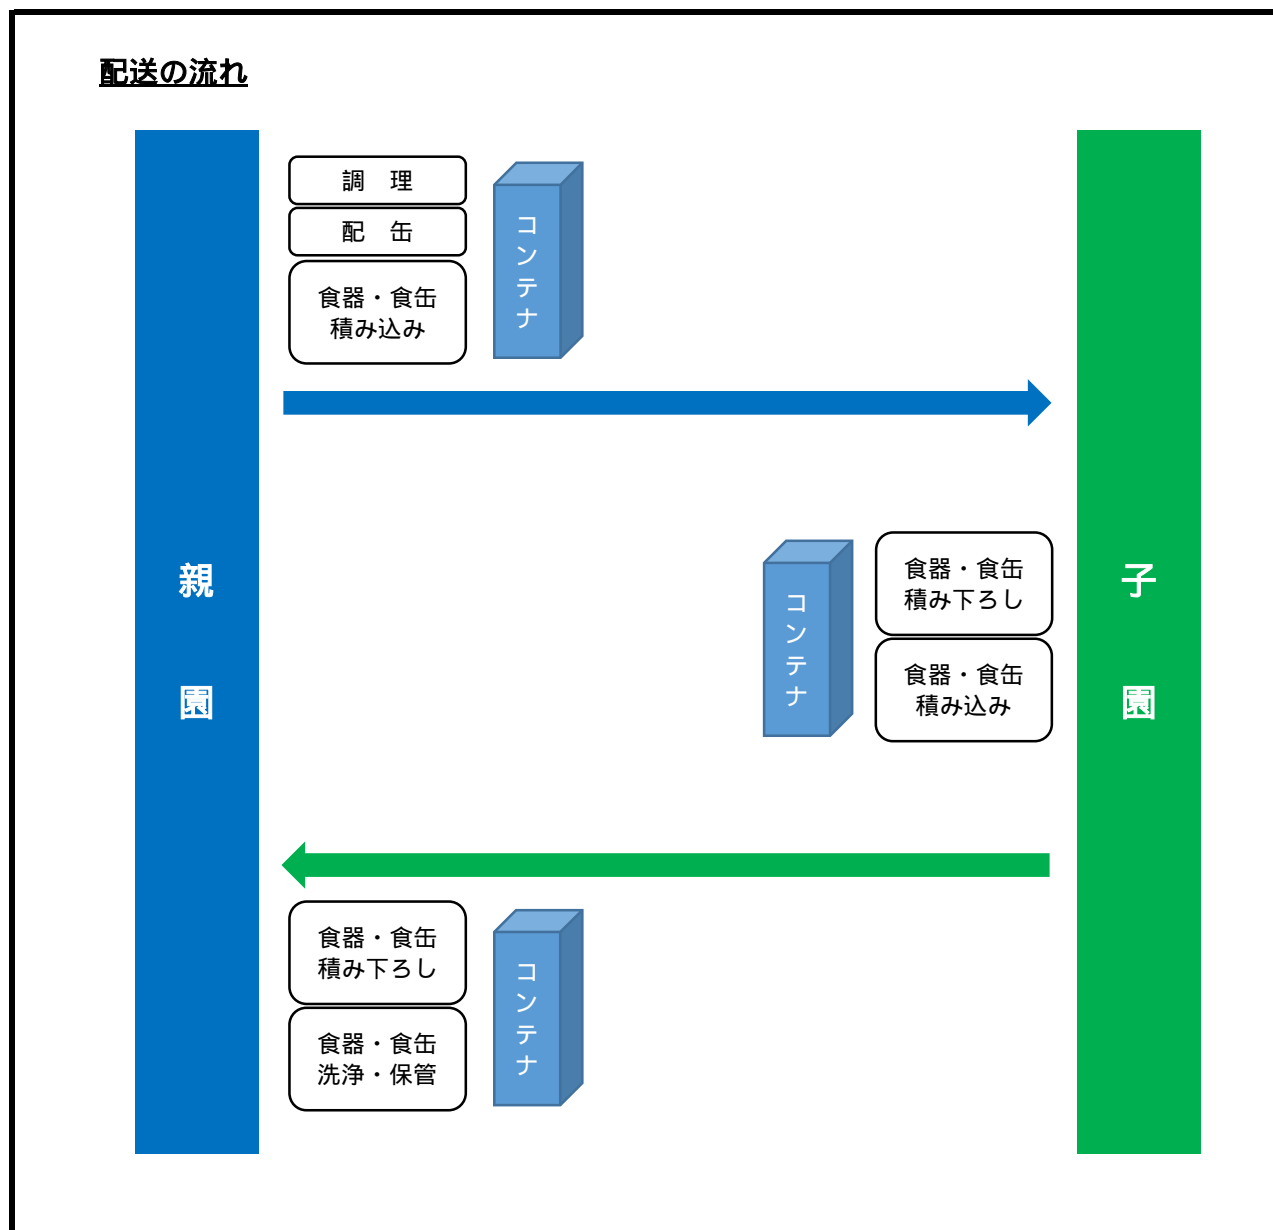 配送の流れ
調　理
配　缶
食器・食缶
積み込み
コンテナ
親園
子園
コンテナ
食器・食缶
積み下ろし
食器・食缶
積み込み
食器・食缶
積み下ろし
食器・食缶
洗浄・保管
コンテナ